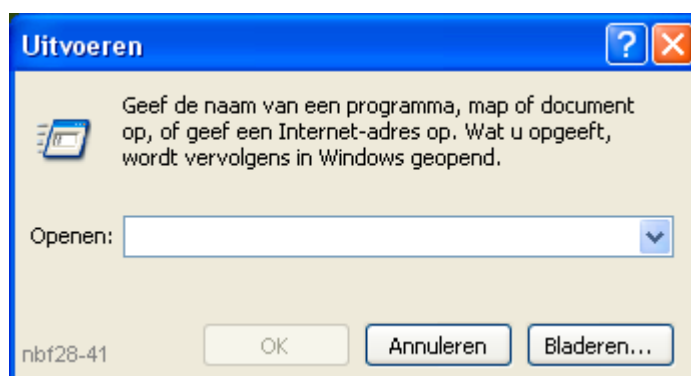 Uitvoeren
Geef de naam van een programma, map of document
op, of geef een Internet-adres op. Wat u opgeeft,
wordt vervolgens in Windows geopend.
Openen:
nbf28-41 OK Annuleren Bladeren...